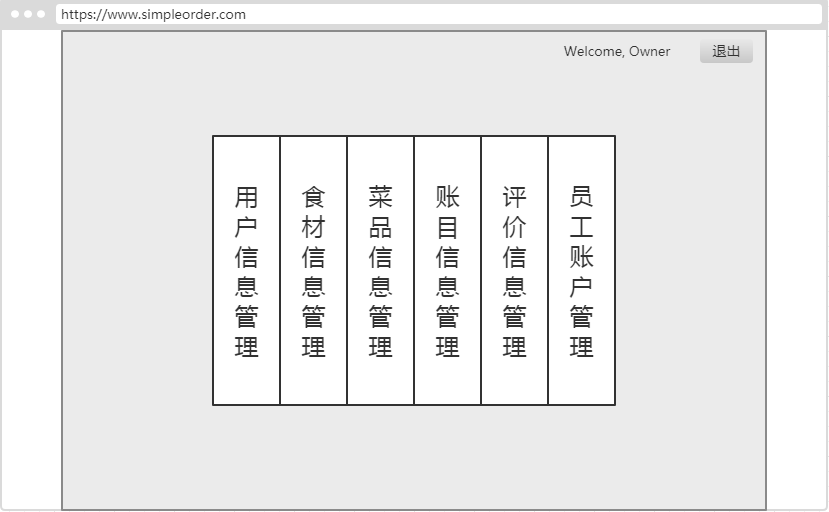 https://www.simpleorder.com
Welcome, Owner
退出
用户信息管理
食材信息管理
菜品信息管理
账目信息管理
评价信息管理
员工账户管理